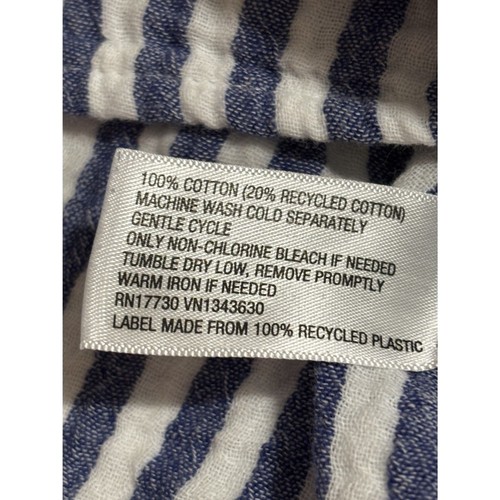 100% COTTON (20% RECYCLED COTTON)
MACHINE WASH COLD SEPARATELY
GENTLE CYCLE
ONLY NON-CHLORINE BLEACH IF NEEDED
TUMBLE DRY LOW, REMOVE PROMPTLY
WARM IRON IF NEEDED
RN17730 VN1343630
LABEL MADE FROM 100% RECYCLED PLASTIC